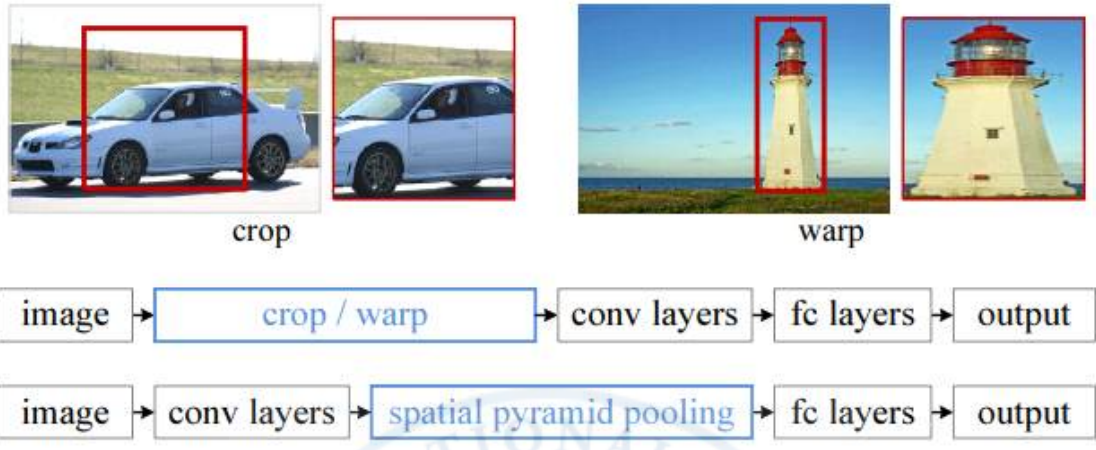 crop
warp
image
crop / warp
conv layers
fc layers
output
image
conv layers
spatial pyramid pooling
fc layers
output